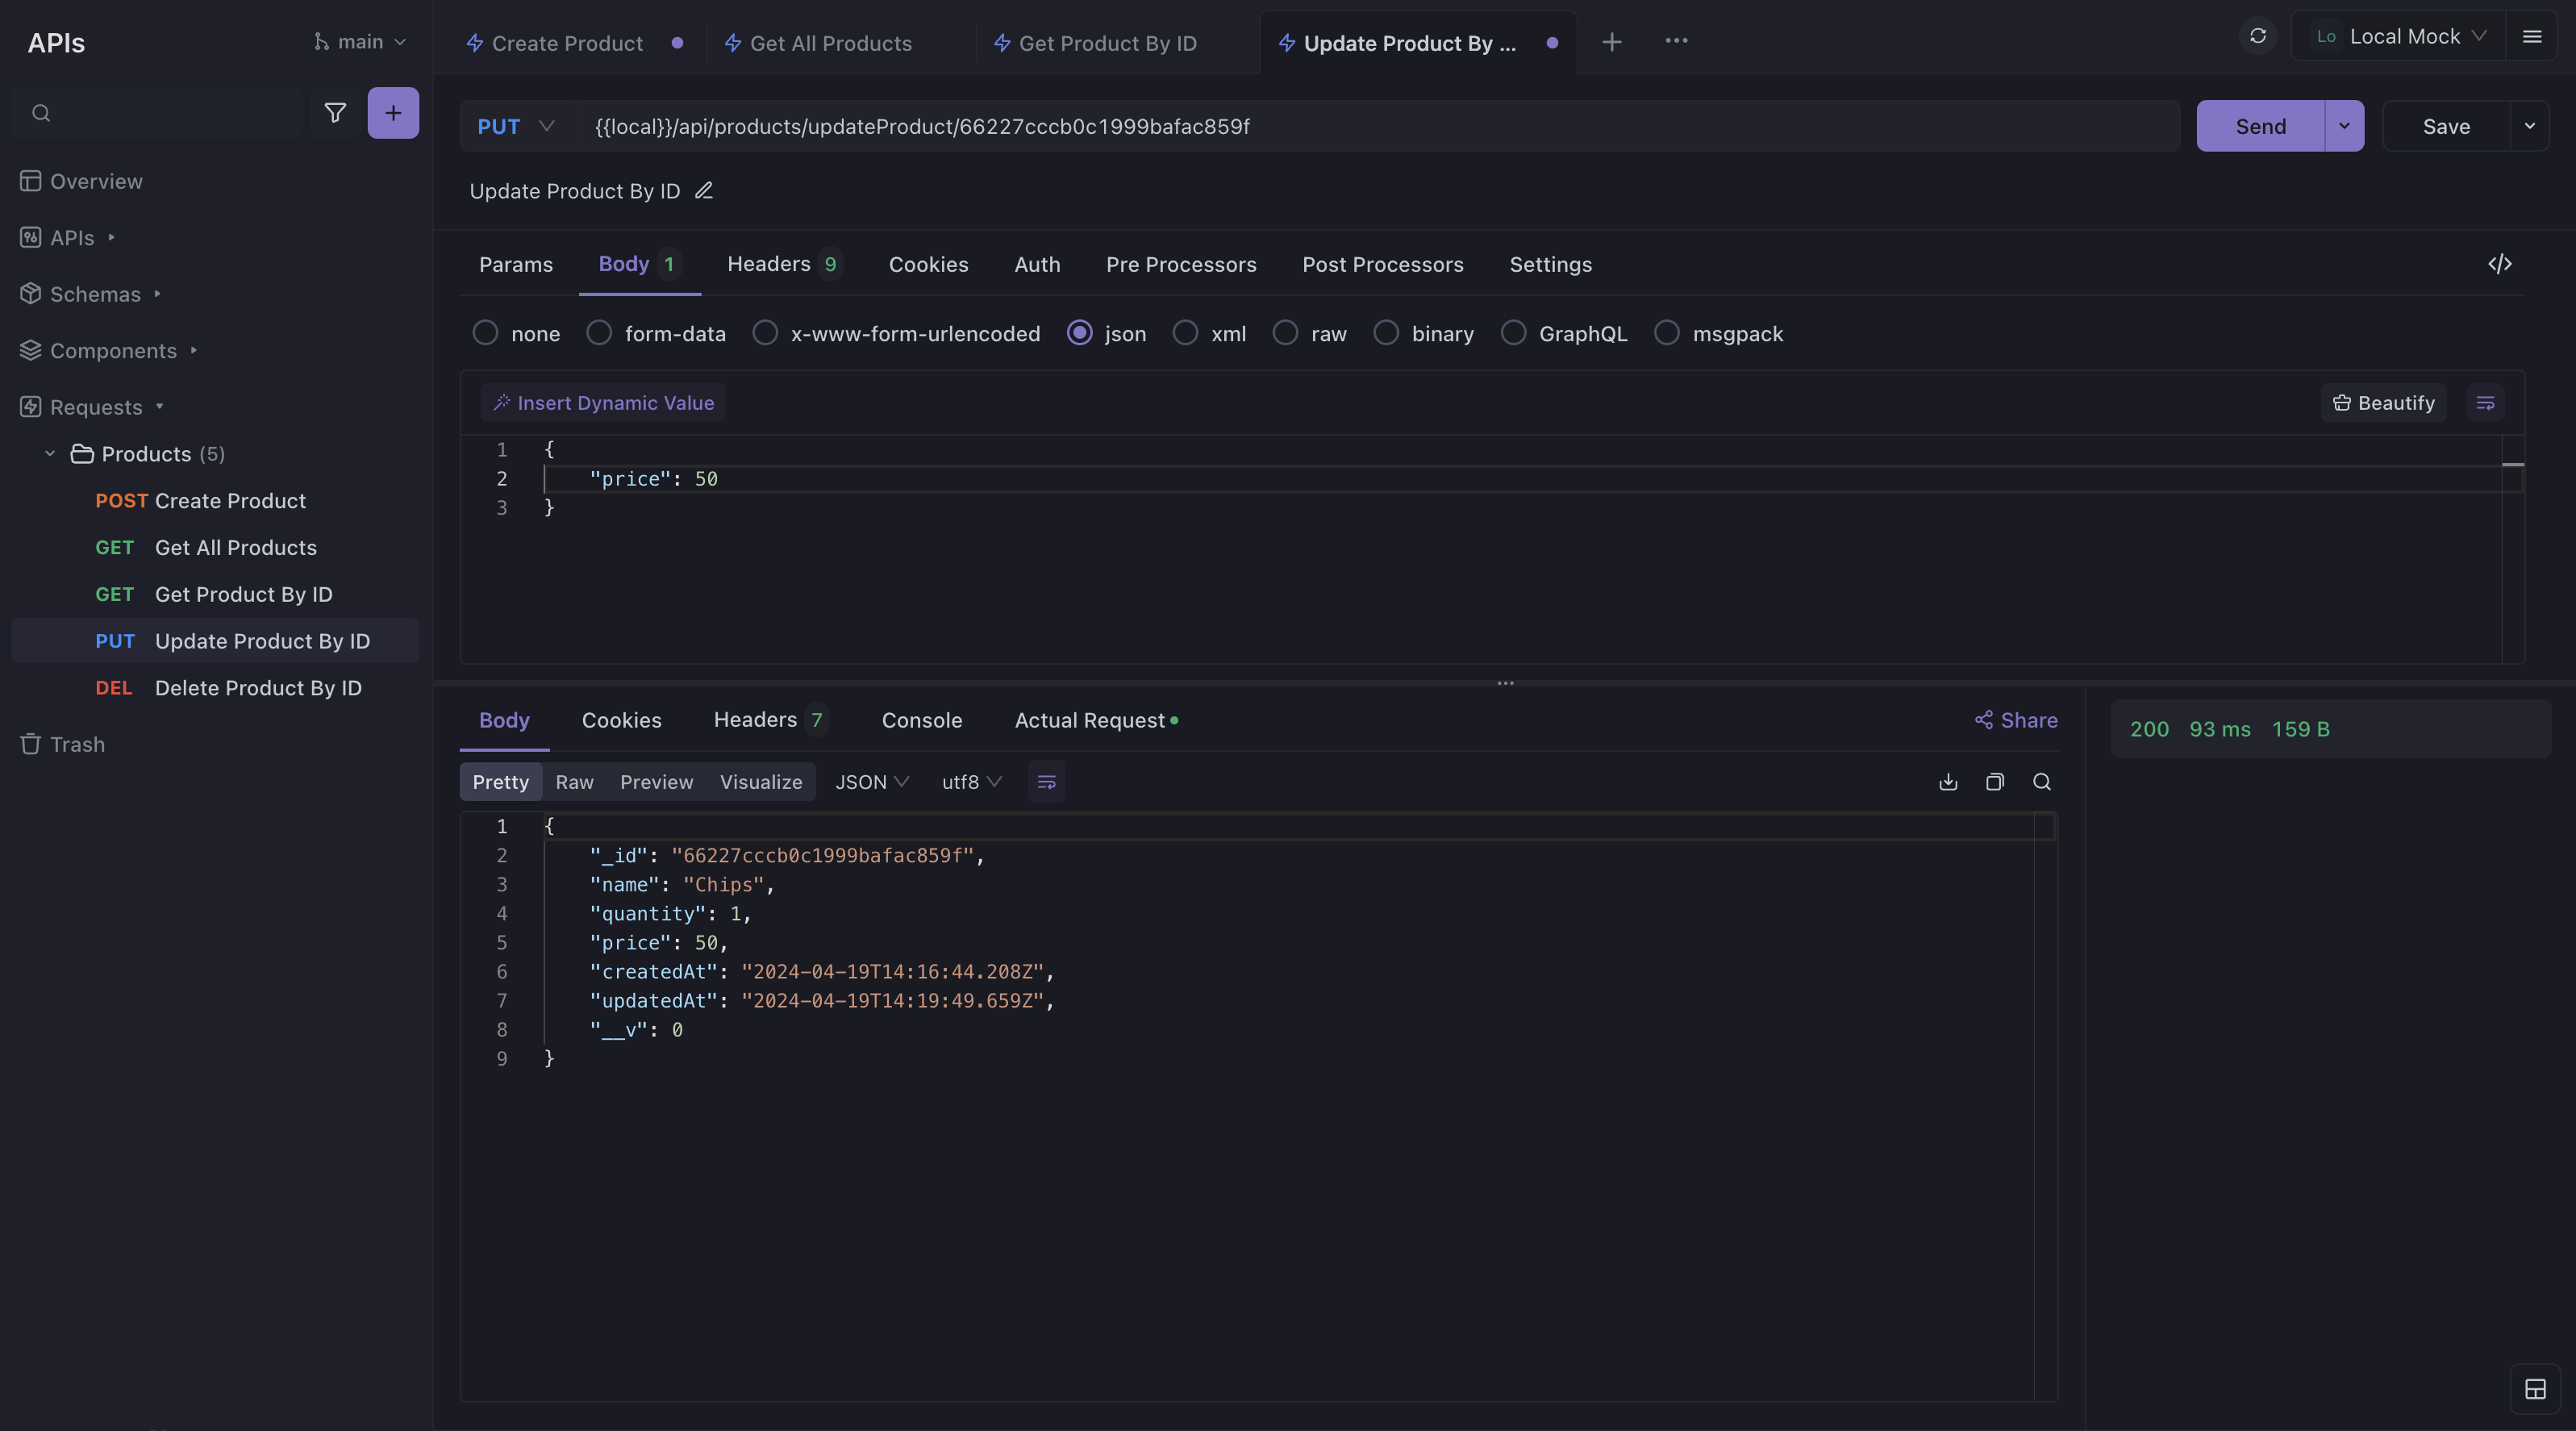 APIs
main
Create Product
Get All Products
Get Product By ID
Update Product By ...
Lo
Local Mock
Overview
APIs
Schemas
Components
Requests
Products (5)
POST Create Product
GET Get All Products
GET Get Product By ID
PUT Update Product By ID
DEL Delete Product By ID
Trash
PUT
{{local}}/api/products/updateProduct/66227cccb0c1999bafac859f
Send
Save
Update Product By ID
Params
Body 1
Headers 9
Cookies
Auth
Pre Processors
Post Processors
Settings
none
form-data
x-www-form-urlencoded
json
xml
raw
binary
GraphQL
msgpack
Insert Dynamic Value
Beautify
1 {
2 "price": 50
3 }
Body
Cookies
Headers 7
Console
Actual Request
Share
200 93 ms 159 B
Pretty
Raw
Preview
Visualize
JSON
utf8
1 {
2 "_id": "66227cccb0c1999bafac859f",
3 "name": "Chips",
4 "quantity": 1,
5 "price": 50,
6 "createdAt": "2024-04-19T14:16:44.208Z",
7 "updatedAt": "2024-04-19T14:19:49.659Z",
8 "__v": 0
9 }